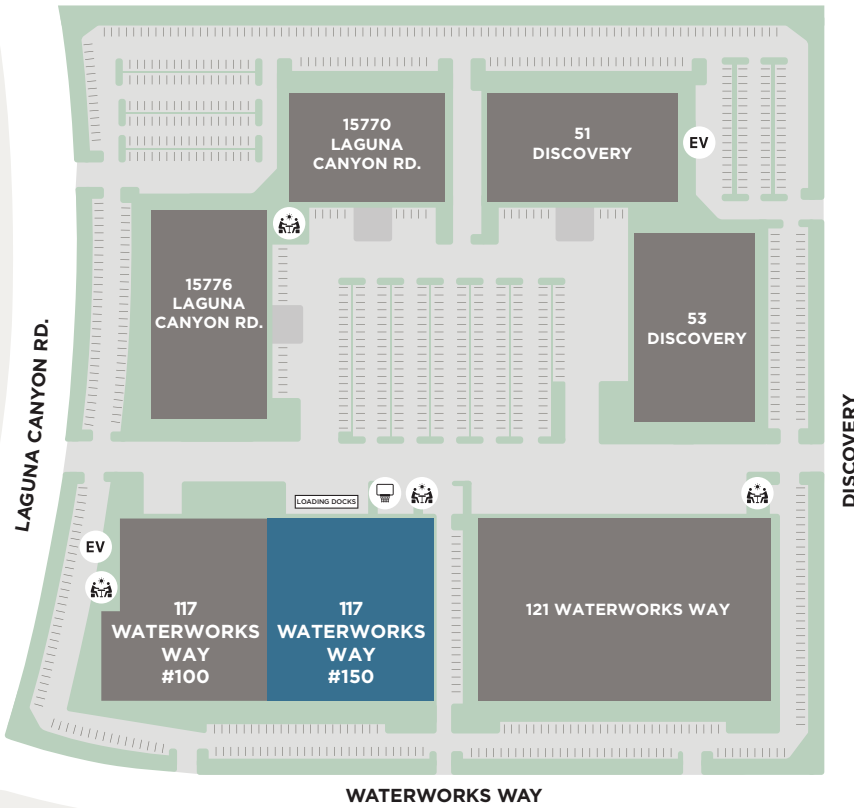 15770
LAGUNA
CANYON RD.
51
DISCOVERY
EV
15776
LAGUNA
CANYON RD.
53
DISCOVERY
LAGUNA CANYON RD.
DISCOVERY
LOADING DOCKS
EV
117
WATERWORKS
WAY
#100
117
WATERWORKS
WAY
#150
121 WATERWORKS WAY
WATERWORKS WAY